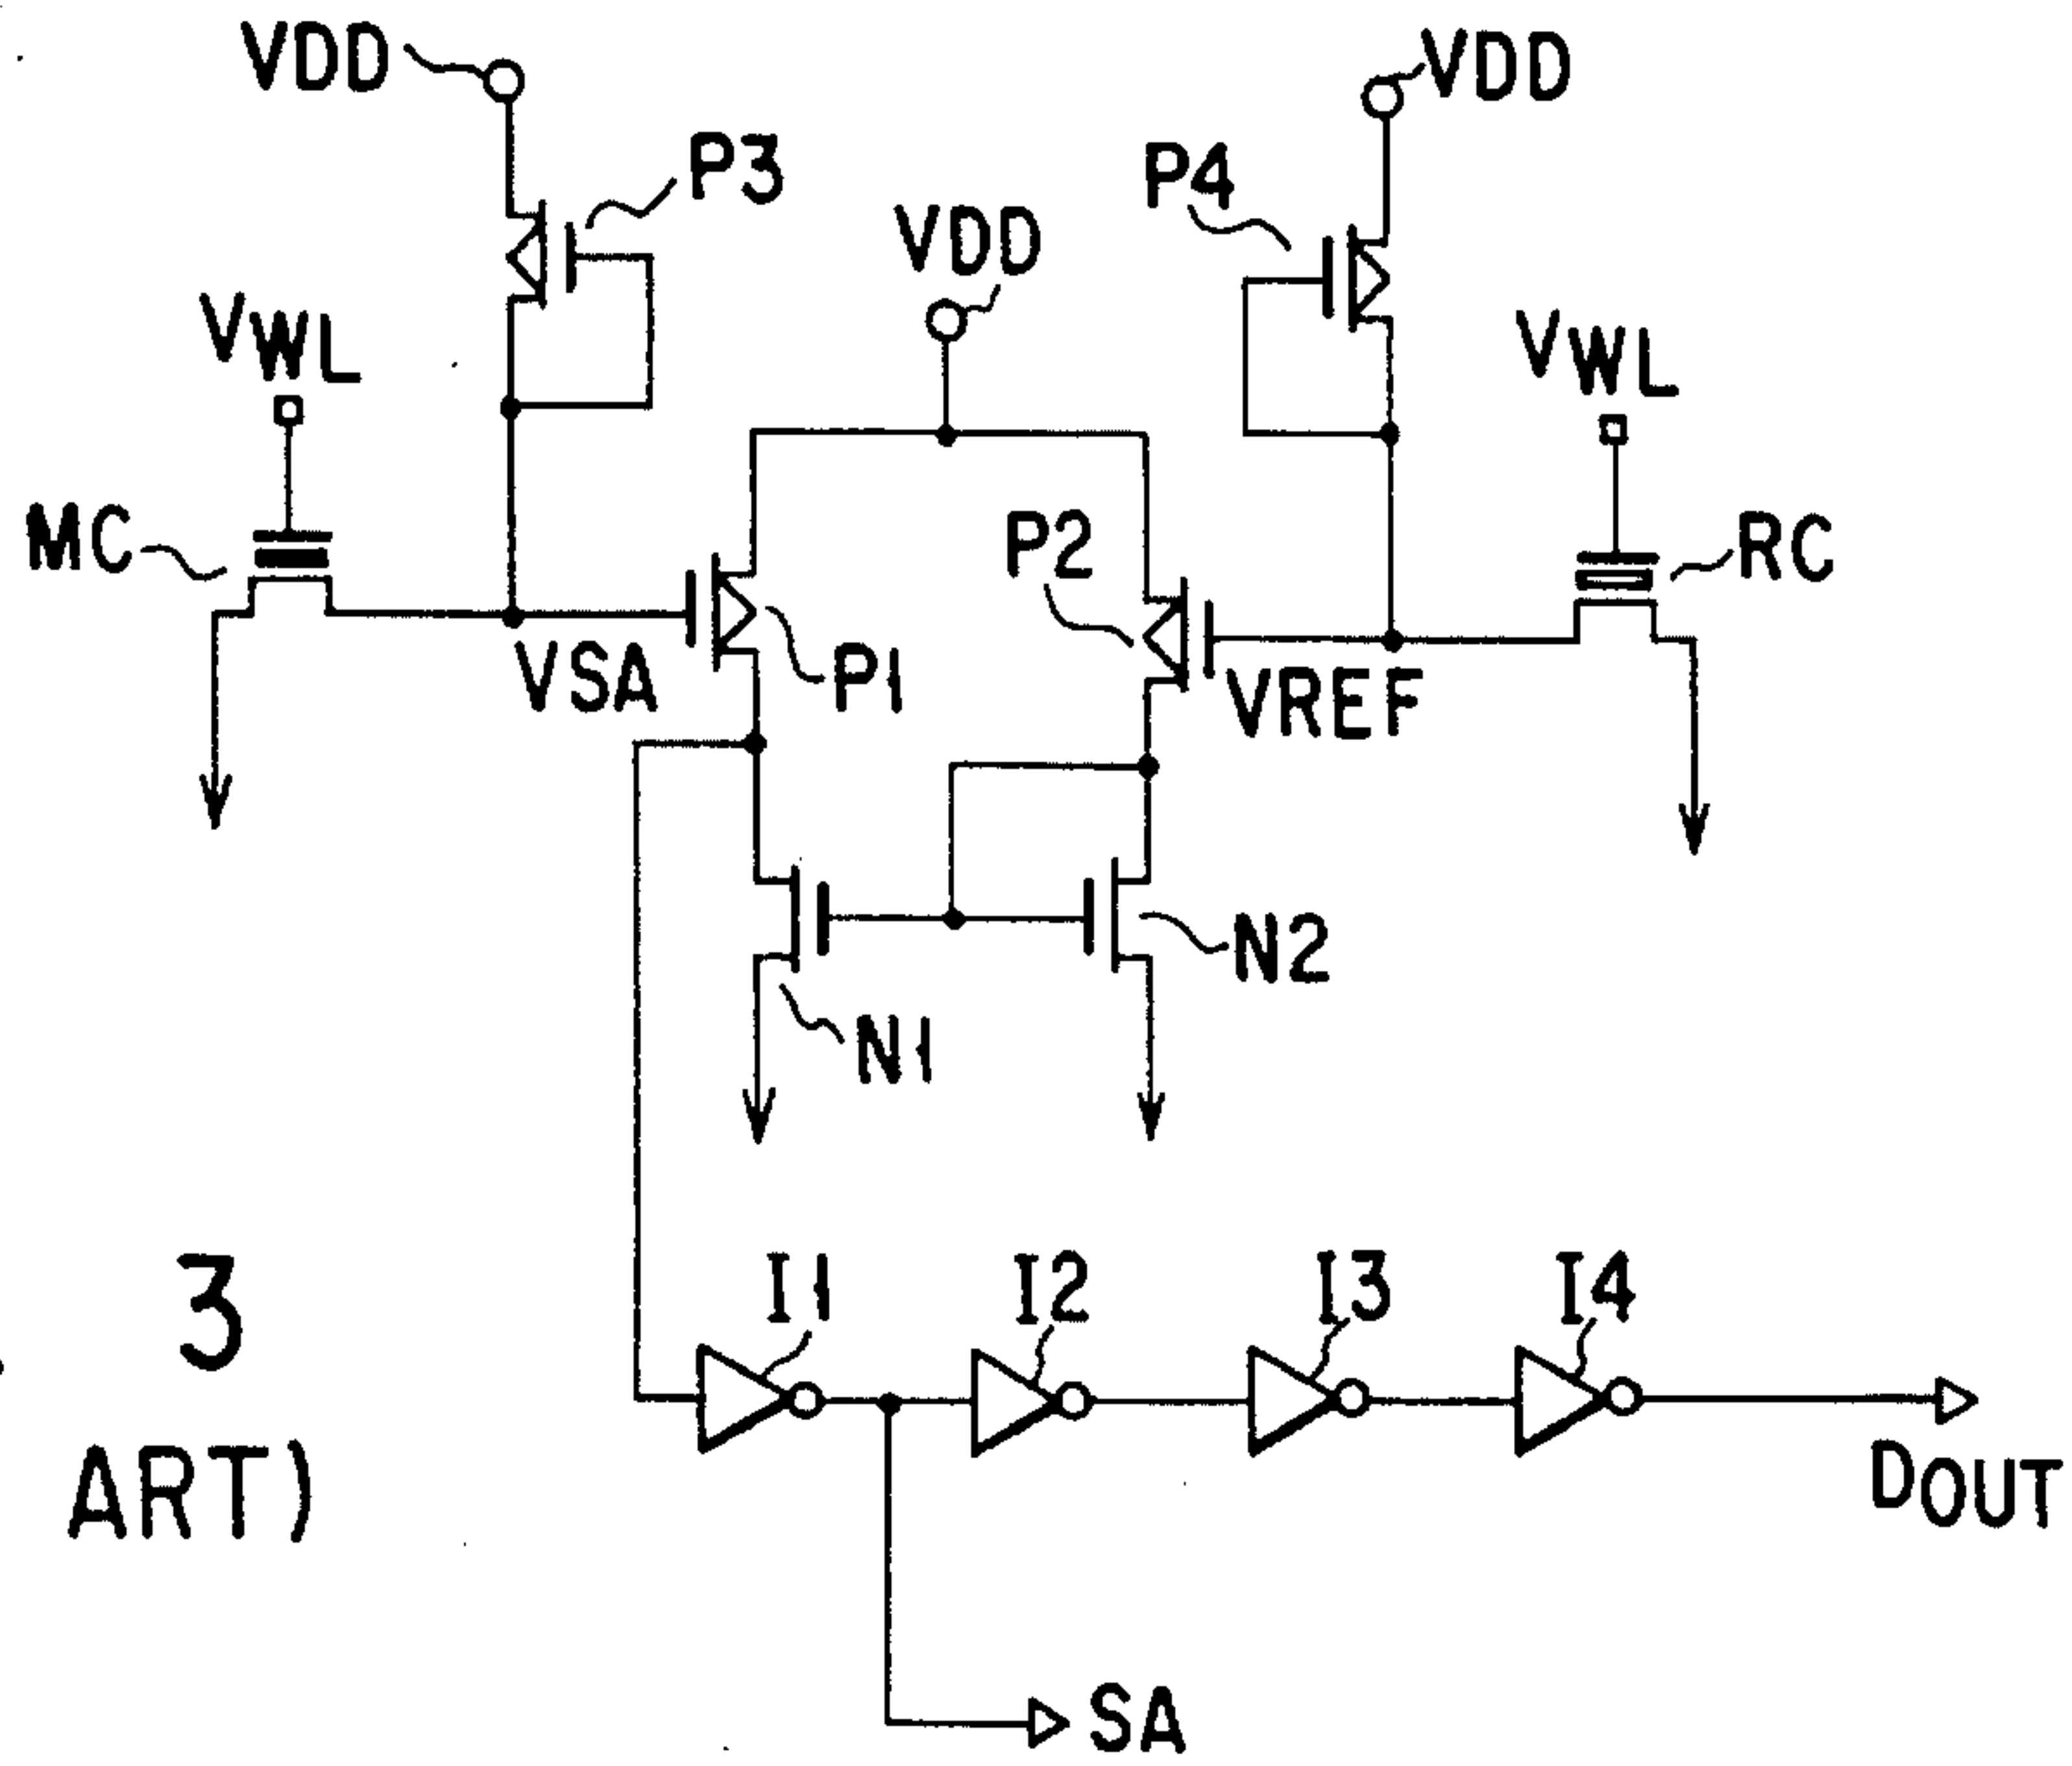 VDD
VDD
P3
P4
VDD
VWL
VWL
MC
P2
RC
VSA
P1
VREF
N2
N1
3
I1
I2
I3
I4
ART)
DOUT
SA